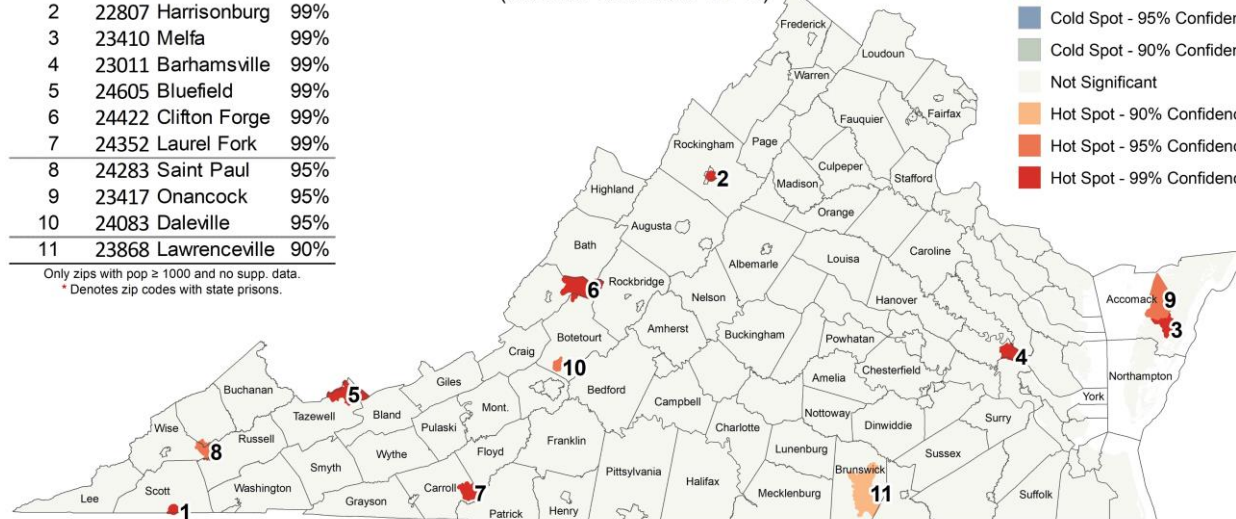 2 22807 Harrisonburg 99%
3 23410 Melfa 99%
4 23011 Barhamsville 99%
5 24605 Bluefield 99%
6 24422 Clifton Forge 99%
7 24352 Laurel Fork 99%
8 24283 Saint Paul 95%
9 23417 Onancock 95%
10 24083 Daleville 95%
11 23868 Lawrenceville 90%
Only zips with pop ≥ 1000 and no supp. data.
* Denotes zip codes with state prisons.
Cold Spot - 95% Confiden
Cold Spot - 90% Confiden
Not Significant
Hot Spot - 90% Confidenc
Hot Spot - 95% Confidenc
Hot Spot - 99% Confidenc
Frederick
Loudoun
Warren
Fairfax
Fauquier
Rockingham
Page
2
Culpeper
Madison
Stafford
Highland
Orange
Augusta
Bath
Caroline
Albemarle
Louisa
6
Rockbridge
Nelson
Hanover
Accomack
9
3
Amherst
Buckingham
Botetourt
Powhatan
4
Craig
10
Chesterfield
Amelia
Northampton
Giles
Bedford
Buchanan
5
Campbell
York
Mont.
Tazewell
Bland
Nottoway
Surry
Charlotte
Dinwiddie
Wise
Pulaski
Russell
8
Franklin
Lunenburg
Wythe
Floyd
Sussex
Smyth
Pittsylvania
Brunswick
Halifax
Washington
Carroll
7
Scott
Mecklenburg
11
Suffolk
Lee
Grayson
Henry
1
Patrick